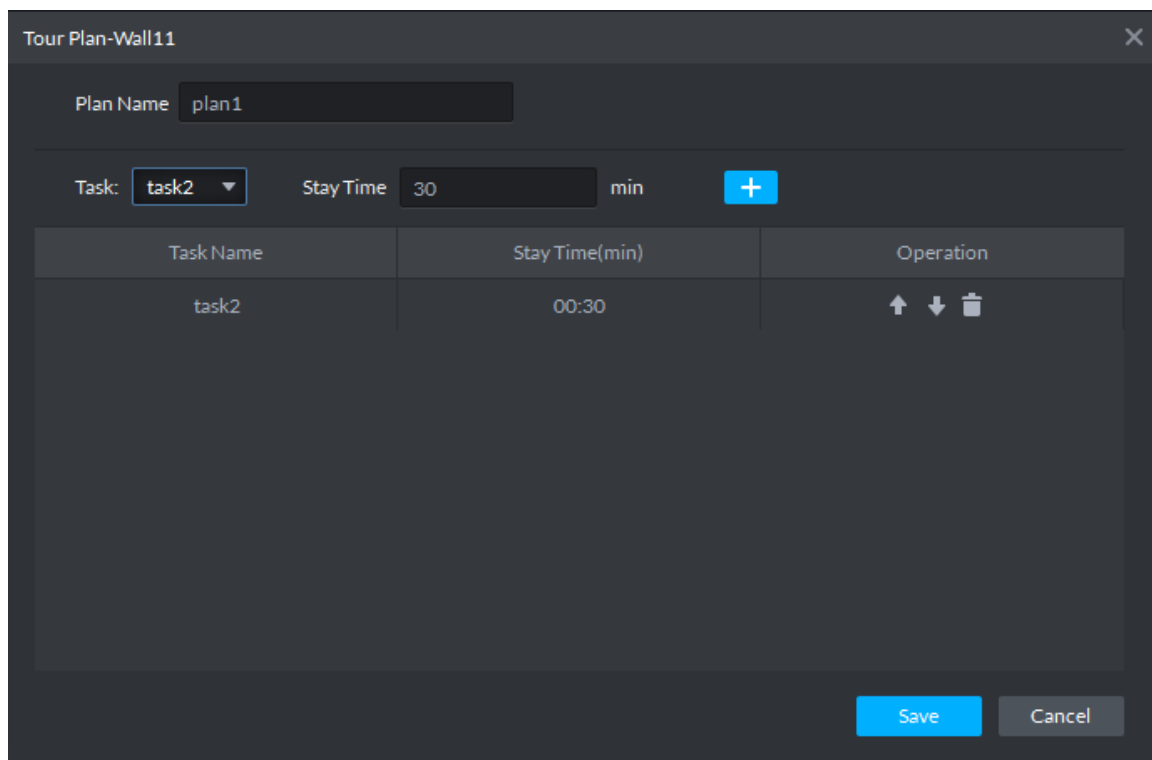 Tour Plan-Wall11
Plan Name plan1
Task: task2 Stay Time 30 min
Task Name Stay Time(min) Operation
task2 00:30
Save Cancel